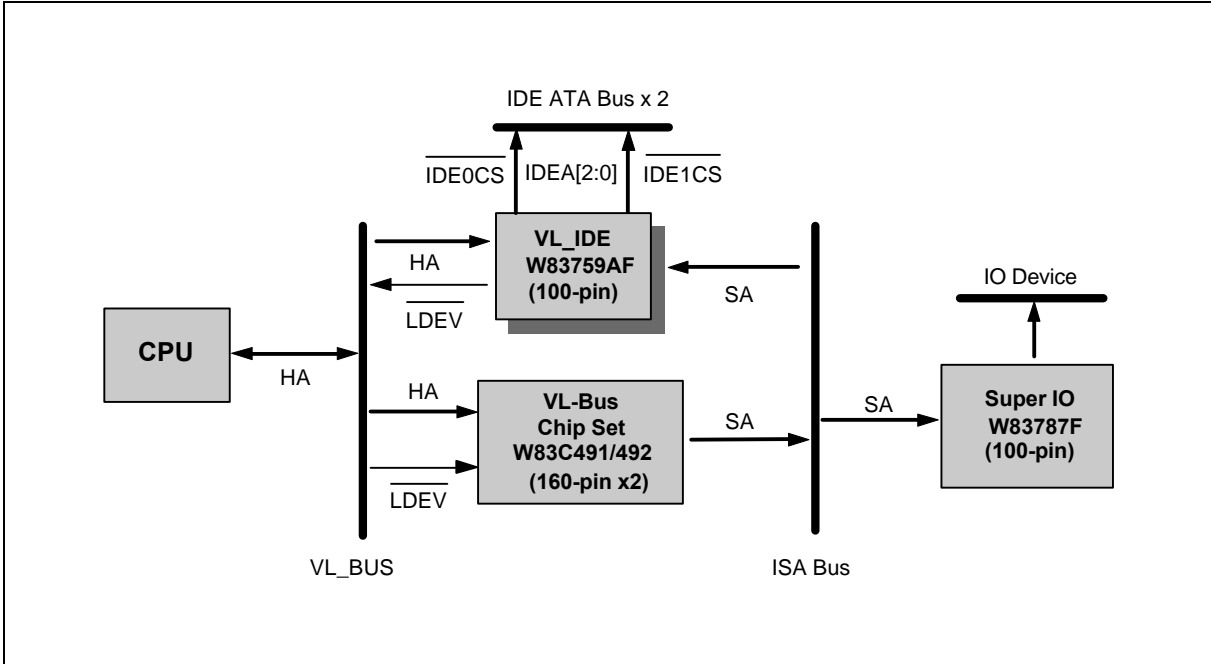 IDE ATA Bus x 2
IDE0CS
IDEA[2:0]
IDE1CS
VL_IDE
W83759AF
(100-pin)
HA
LDEV
SA
IO Device
CPU
HA
HA
LDEV
VL-Bus
Chip Set
W83C491/492
(160-pin x2)
SA
SA
Super IO
W83787F
(100-pin)
VL_BUS
ISA Bus